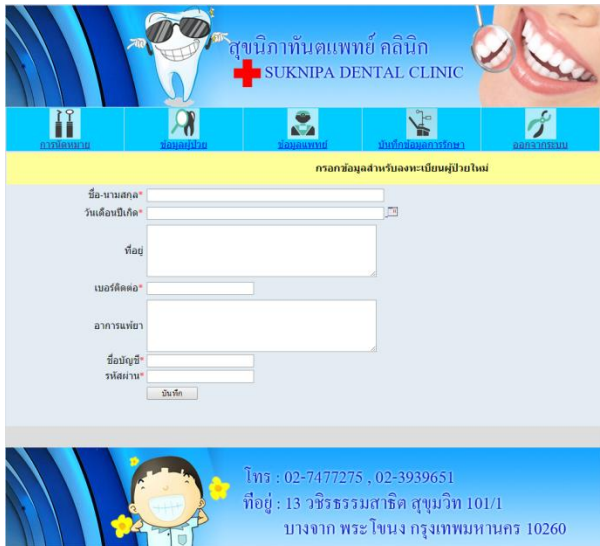 สุขนิภาทันตแพทย์ คลินิก
SUKNIPA DENTAL CLINIC
การนัดหมาย ข้อมูลผู้ป่วย ข้อมูลแพทย์ บันทึกข้อมูลการรักษา ออกจากระบบ
กรอกข้อมูลสำหรับลงทะเบียนผู้ป่วยใหม่
ชื่อ-นามสกุล*
วันเดือนปีเกิด*
ที่อยู่
เบอร์ติดต่อ*
อาการแพ้ยา
ชื่อบัญชี*
รหัสผ่าน*
บันทึก
โทร : 02-7477275 , 02-3939651
ที่อยู่ : 13 วชิรธรรมสาธิต สุขุมวิท 101/1
บางจาก พระโขนง กรุงเทพมหานคร 10260